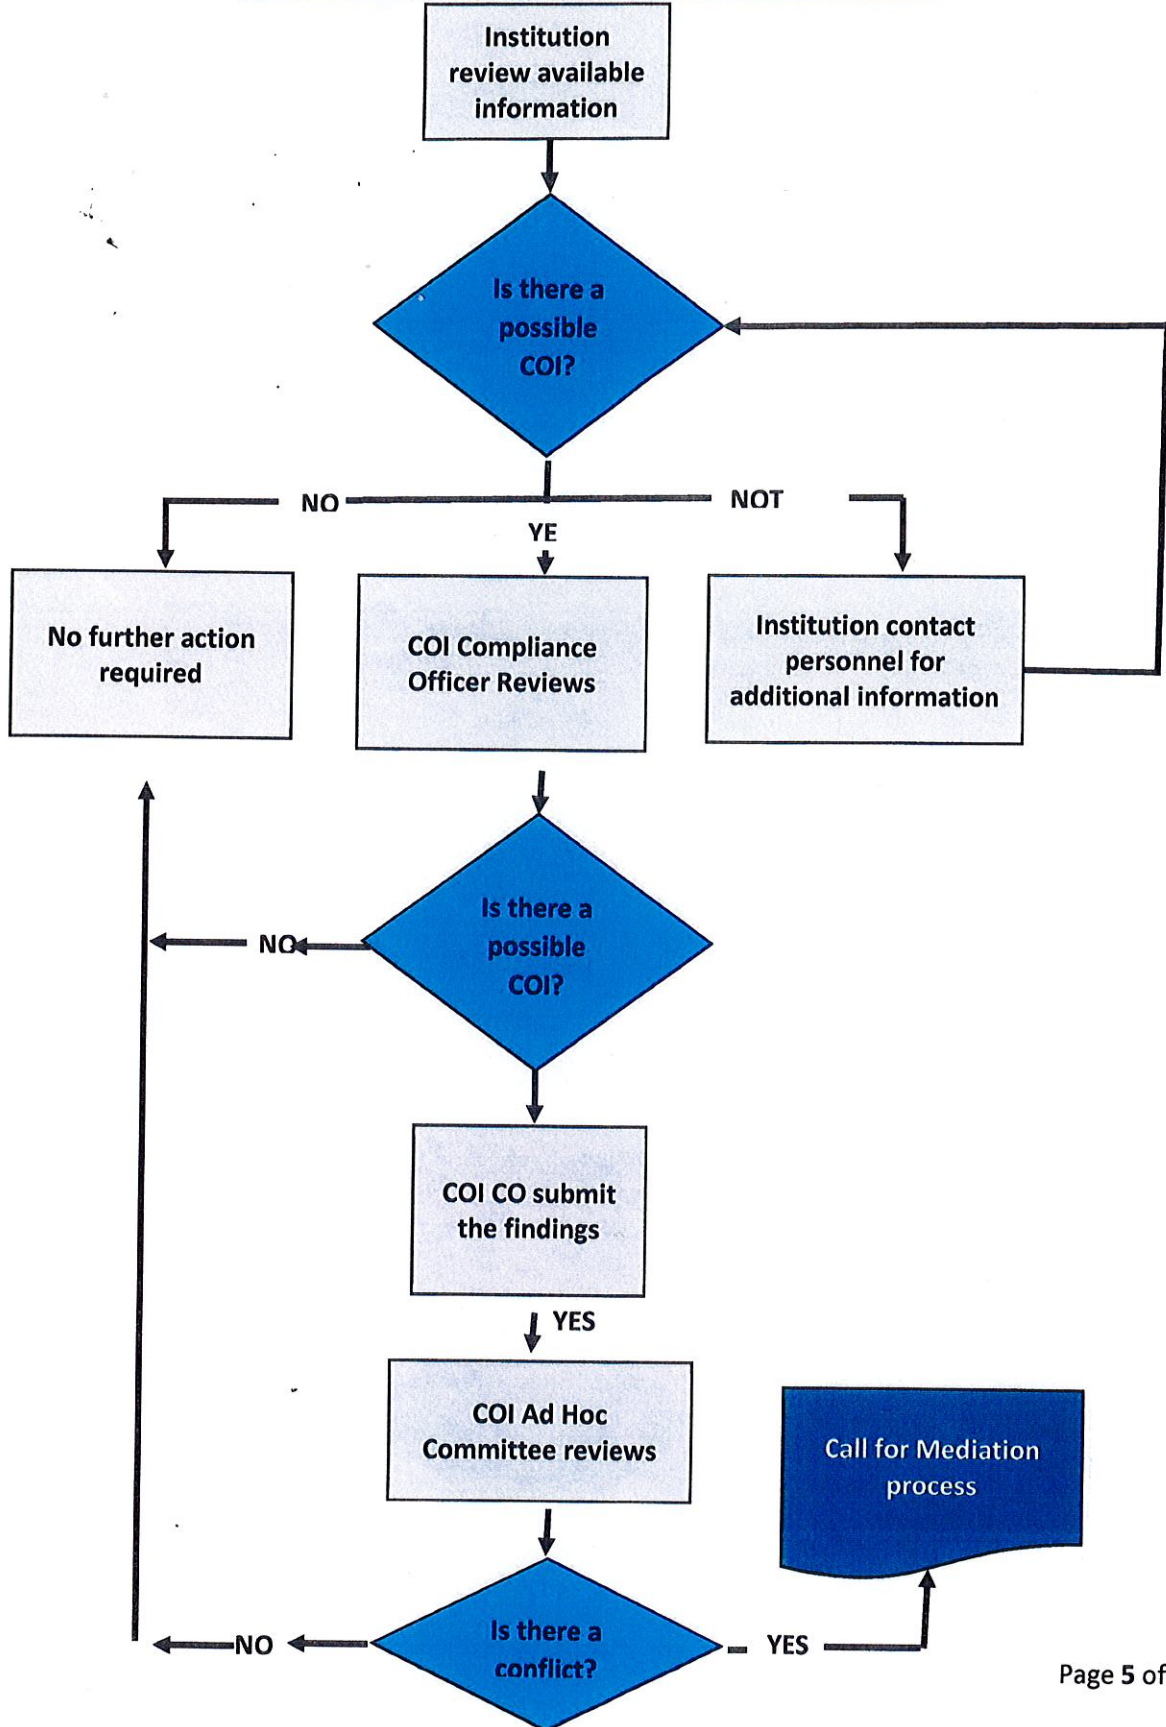 Institution
review available
information
Is there a
possible
COI?
NO
NOT
YE
No further action
required
COI Compliance
Officer Reviews
Institution contact
personnel for
additional information
Is there a
possible
COI?
NO
COI CO submit
the findings
YES
COI Ad Hoc
Committee reviews
Call for Mediation
process
Is there a
conflict?
NO
YES
Page 5 of